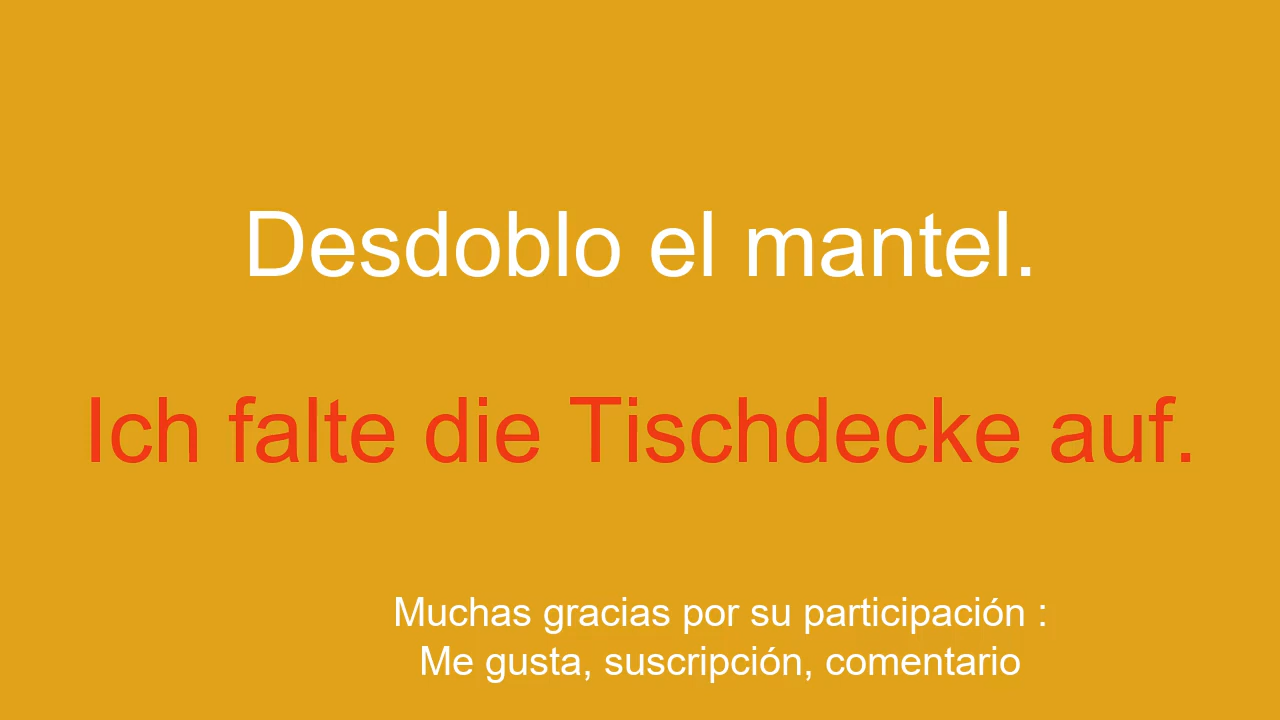 Desdoblo el mantel.
Ich falte die Tischdecke auf.
Muchas gracias por su participación :
Me gusta, suscripción, comentario